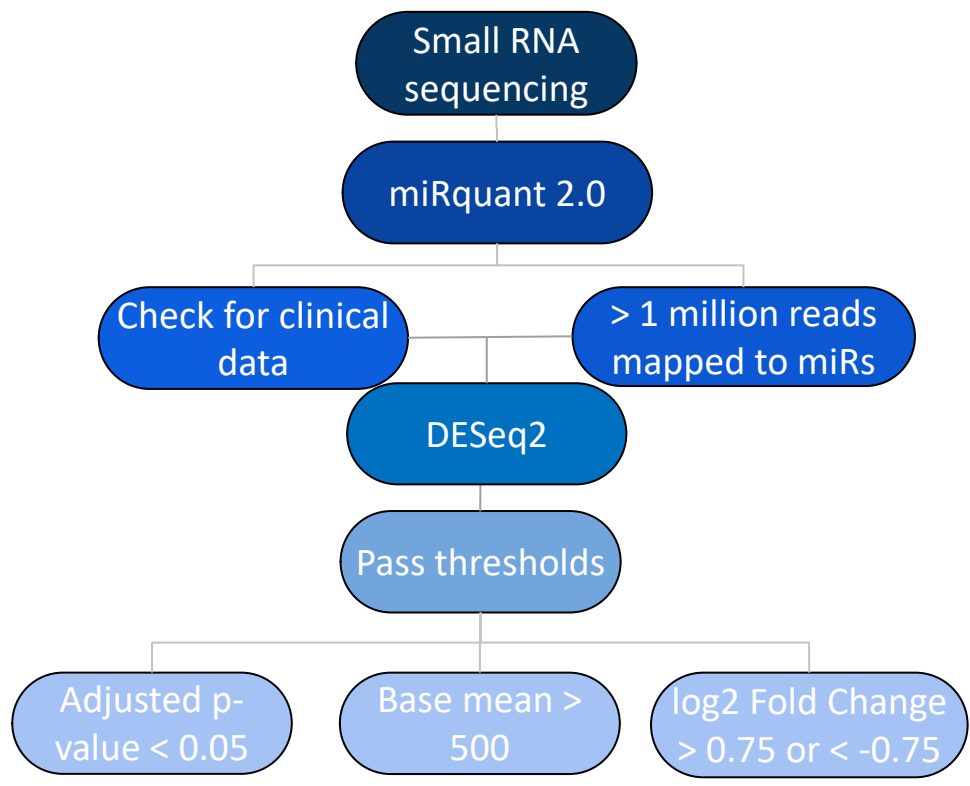 Small RNA
sequencing
miRquant 2.0
Check for clinical
data
> 1 million reads
mapped to miRs
DESeq2
Pass thresholds
Adjusted p-
value < 0.05
Base mean >
500
log2 Fold Change
> 0.75 or < -0.75